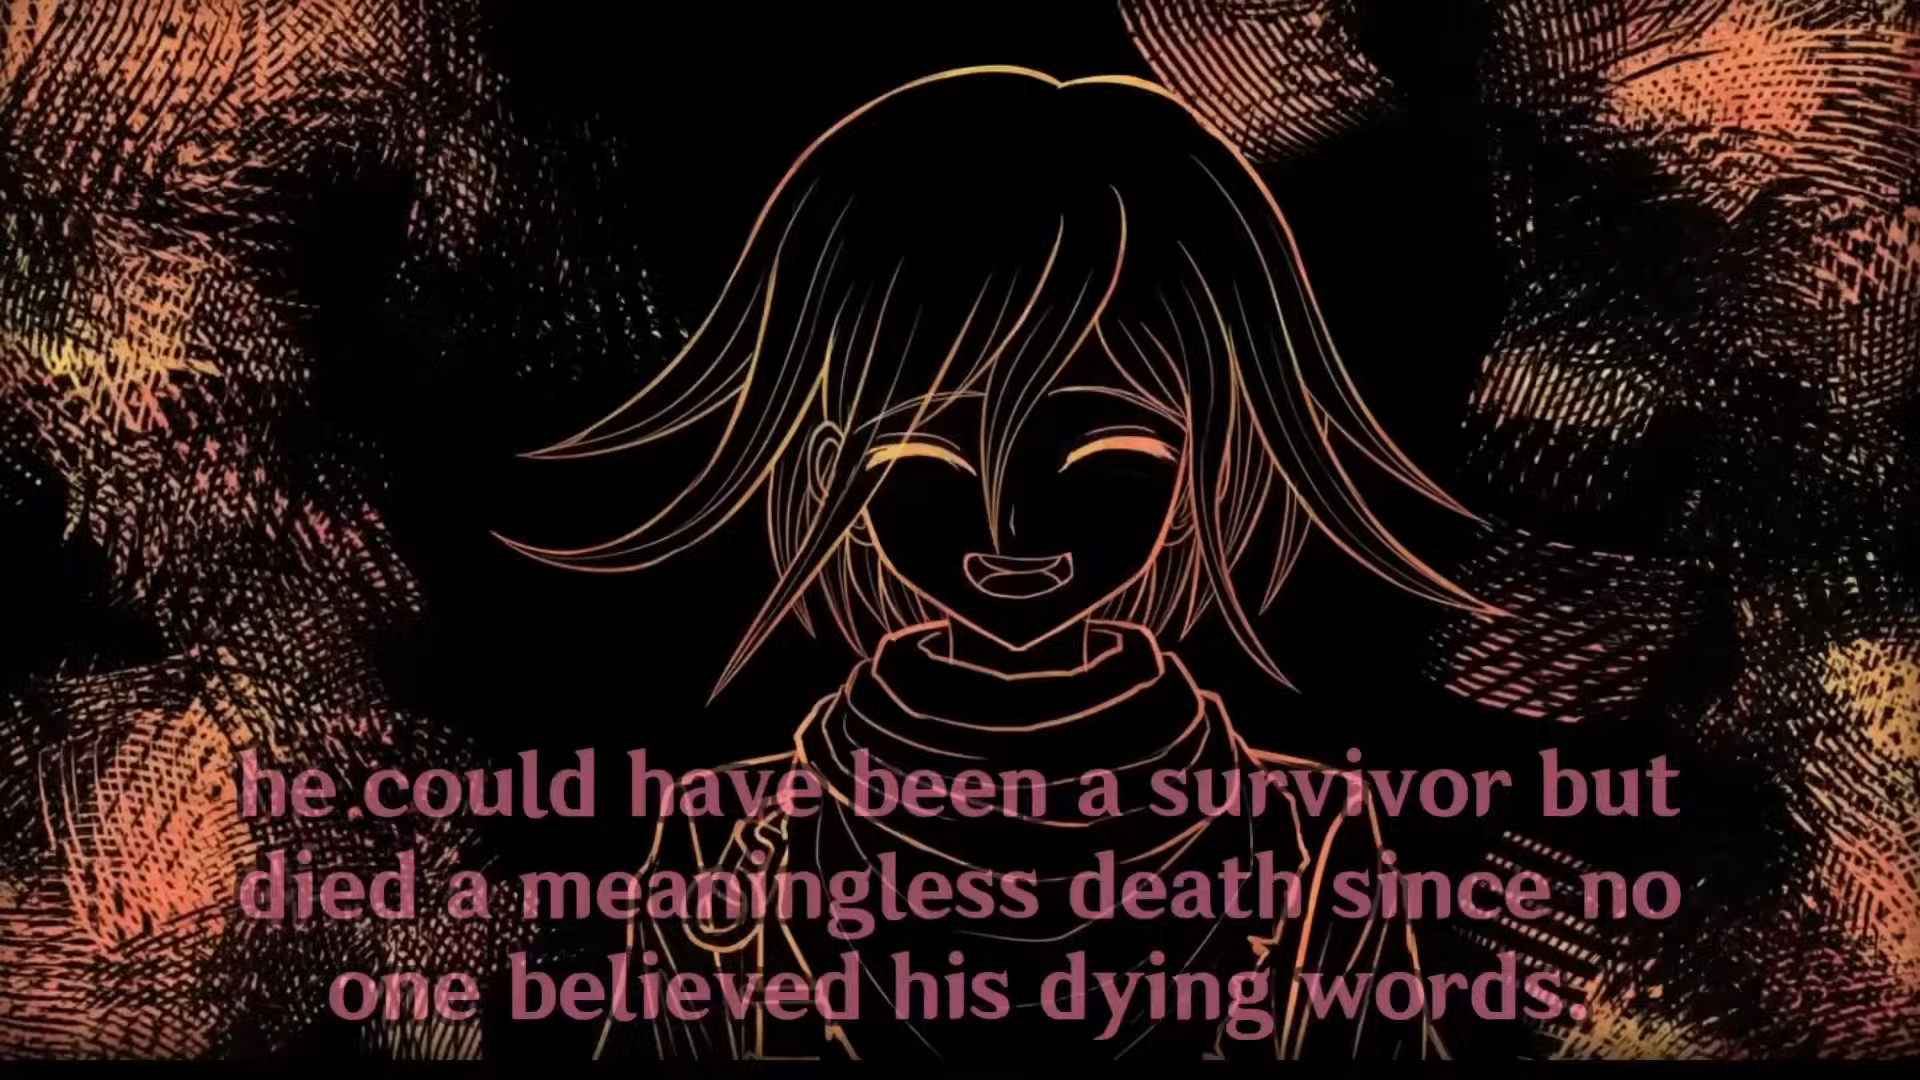 he could have been a survivor but
died a meaningless death since no
one believed his dying words.